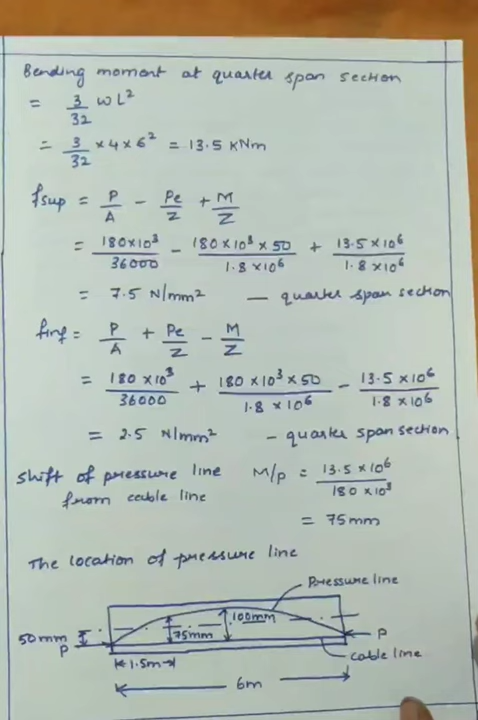 Bending moment at quarter span section
= 3/32 wL²
= 3/32 × 4 × 6² = 13.5 kNm
fsup = P/A - Pe/Z + M/Z
= 180×10³/36000 - 180×10³×50/1.8×10⁶ + 13.5×10⁶/1.8×10⁶
= 7.5 N/mm² — quarter span section
finf = P/A + Pe/Z - M/Z
= 180×10³/36000 + 180×10³×50/1.8×10⁶ - 13.5×10⁶/1.8×10⁶
= 2.5 N/mm² - quarter span section
shift of pressure line M/p = 13.5×10⁶/180×10³
from cable line
= 75mm
The location of pressure line
Pressure line
100mm
50mm
75mm
P
P
cable line
1.5m
6m